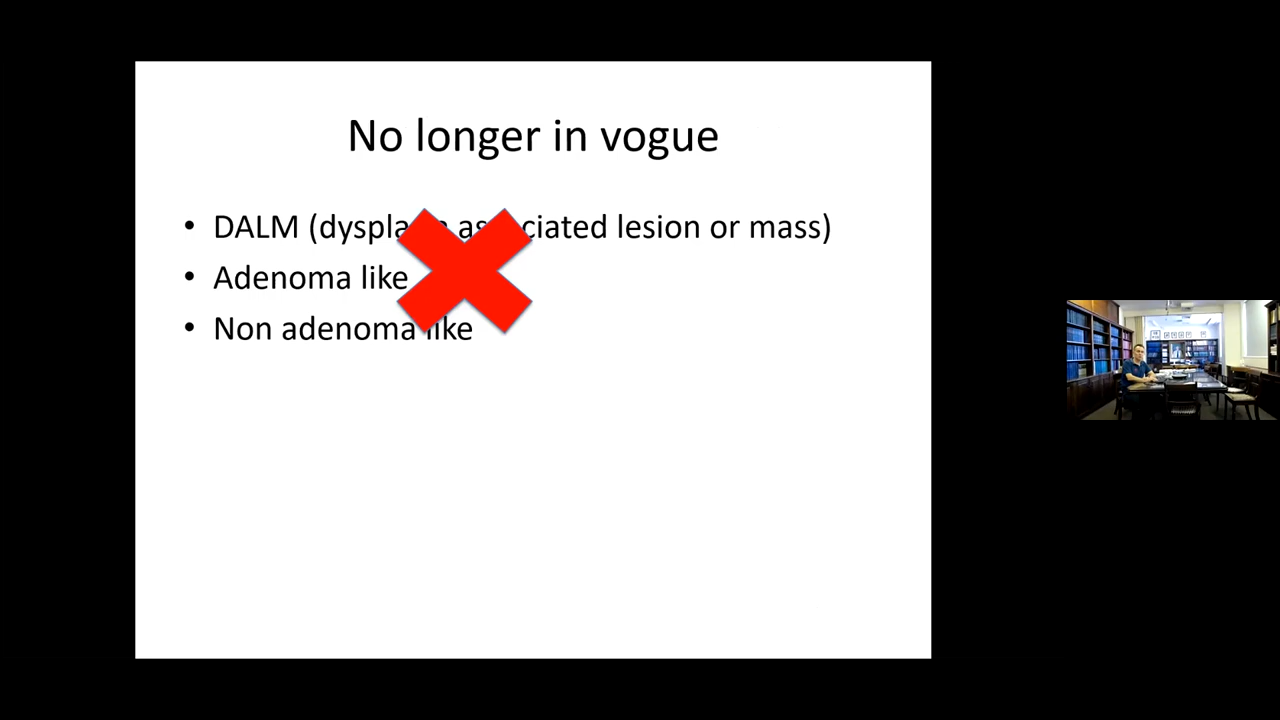 No longer in vogue
• DALM (dysplasia associated lesion or mass)
• Adenoma like
• Non adenoma like